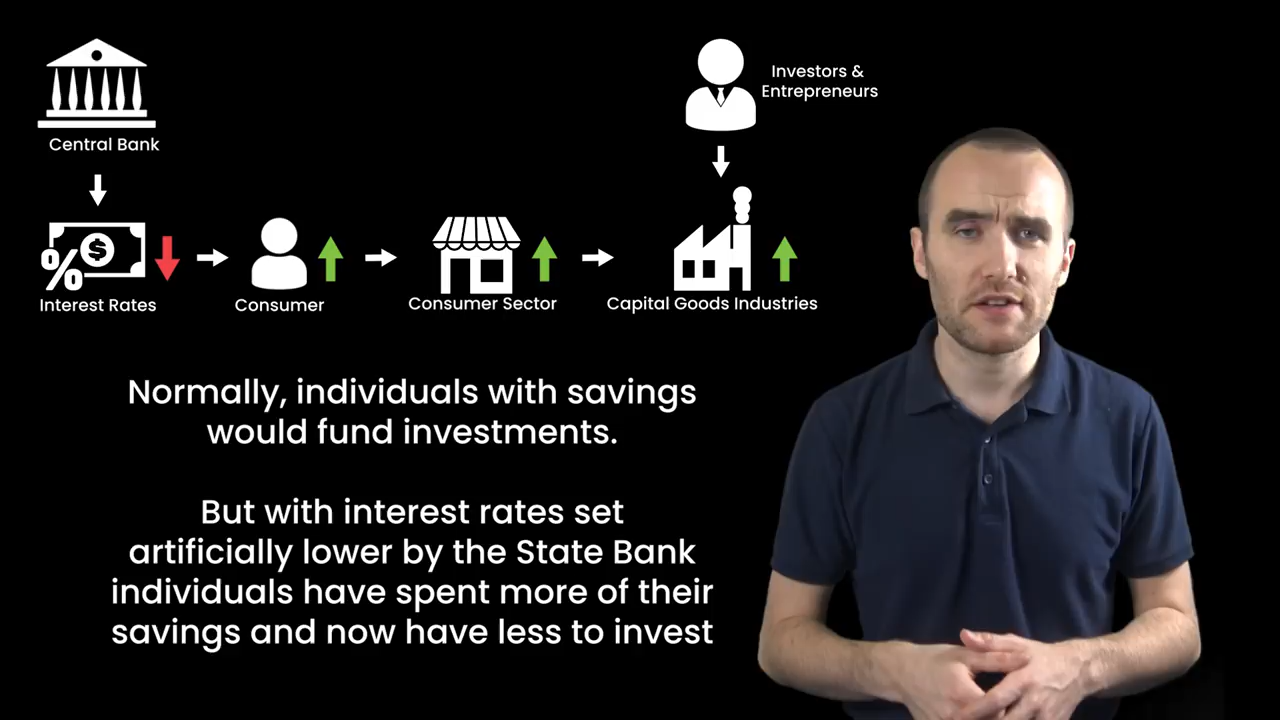 Investors &
Entrepreneurs
Central Bank
$
%
Interest Rates
Consumer
Consumer Sector
Capital Goods Industries
Normally, individuals with savings
would fund investments.
But with interest rates set
artificially lower by the State Bank
individuals have spent more of their
savings and now have less to invest